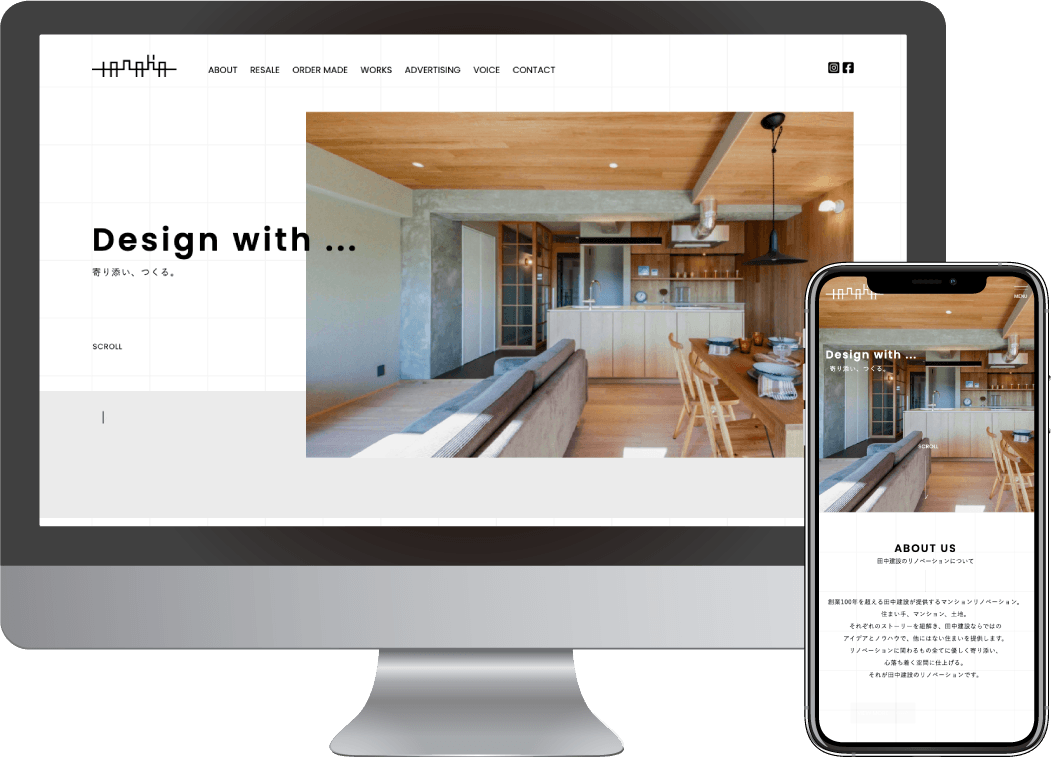 tanaka
ABOUT RESALE ORDER MADE WORKS ADVERTISING VOICE CONTACT
Design with ...
寄り添い、つくる。
SCROLL
tanaka
MENU
Design with ...
寄り添い、つくる。
SCROLL
ABOUT US
田中建設のリノベーションについて
創業100年を超える田中建設が提供するマンションリノベーション。
住まい手、マンション、土地。
それぞれのストーリーを紐解き、田中建設ならではの
アイデアとノウハウで、他にはない住まいを提供します。
リノベーションに関わるもの全てに優しく寄り添い、
心落ち着く空間に仕上げる。
それが田中建設のリノベーションです。